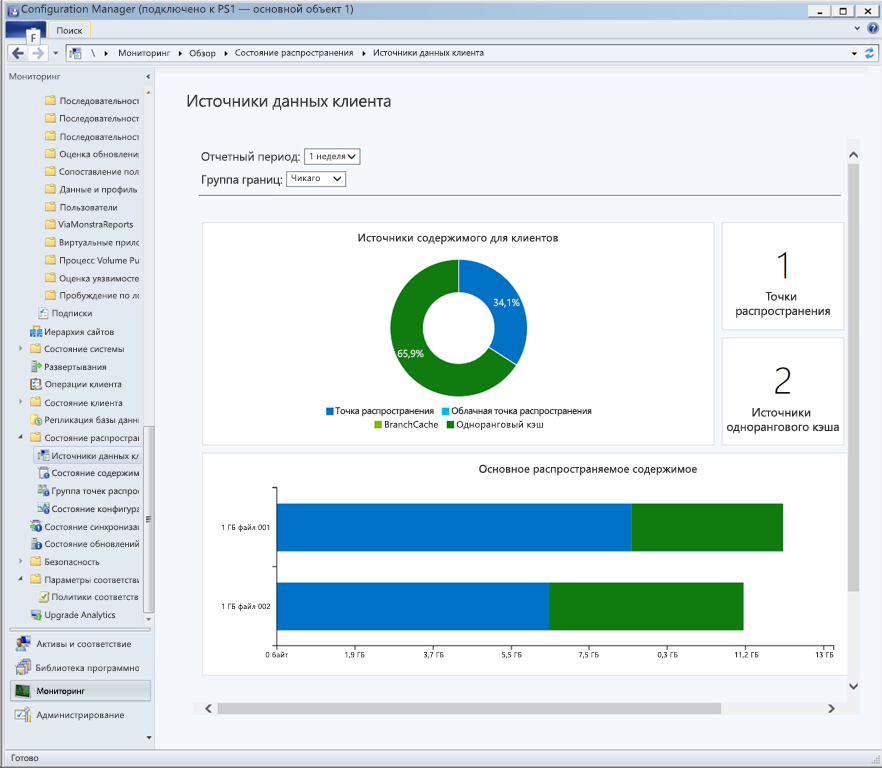 Configuration Manager (подключено к PS1 — основной объект 1)
F
Поиск
\ Мониторинг Обзор Состояние распространения Источники данных клиента
Мониторинг
Последовательност
Последовательност
Последовательност
Оценка обновлени
Сопоставление пол
Данные и профиль
Пользователи
ViaMonstraReports
Виртуальные прилс
Процесс Volume Pu
Оценка уязвимосте
Пробуждение по лс
Подписки
Иерархия сайтов
Состояние системы
Развертывания
Операции клиента
Состояние клиента
Репликация базы данн
Состояние распростран
Источники данных кл
Состояние содержим
Группа точек распро
Состояние конфигура
Состояние синхронизац
Состояние обновлений
Безопасность
Параметры соответстви
Политики соответств
Upgrade Analytics
Активы и соответствие
Библиотека программно
Мониторинг
Администрирование
Источники данных клиента
Отчетный период: 1 неделя
Группа границ: Чикаго
Источники содержимого для клиентов
34,1%
65,9%
Точка распространения Облачная точка распространения
BranchCache Одноранговый кэш
1
Точки
распространения
2
Источники
однорангового кэша
Основное распространяемое содержимое
1 ГБ файл 001
1 ГБ файл 002
0 байт 1,9 ГБ 3,7 ГБ 5,5 ГБ 7,5 ГБ 0,3 ГБ 11,2 ГБ 13 ГБ
Готово